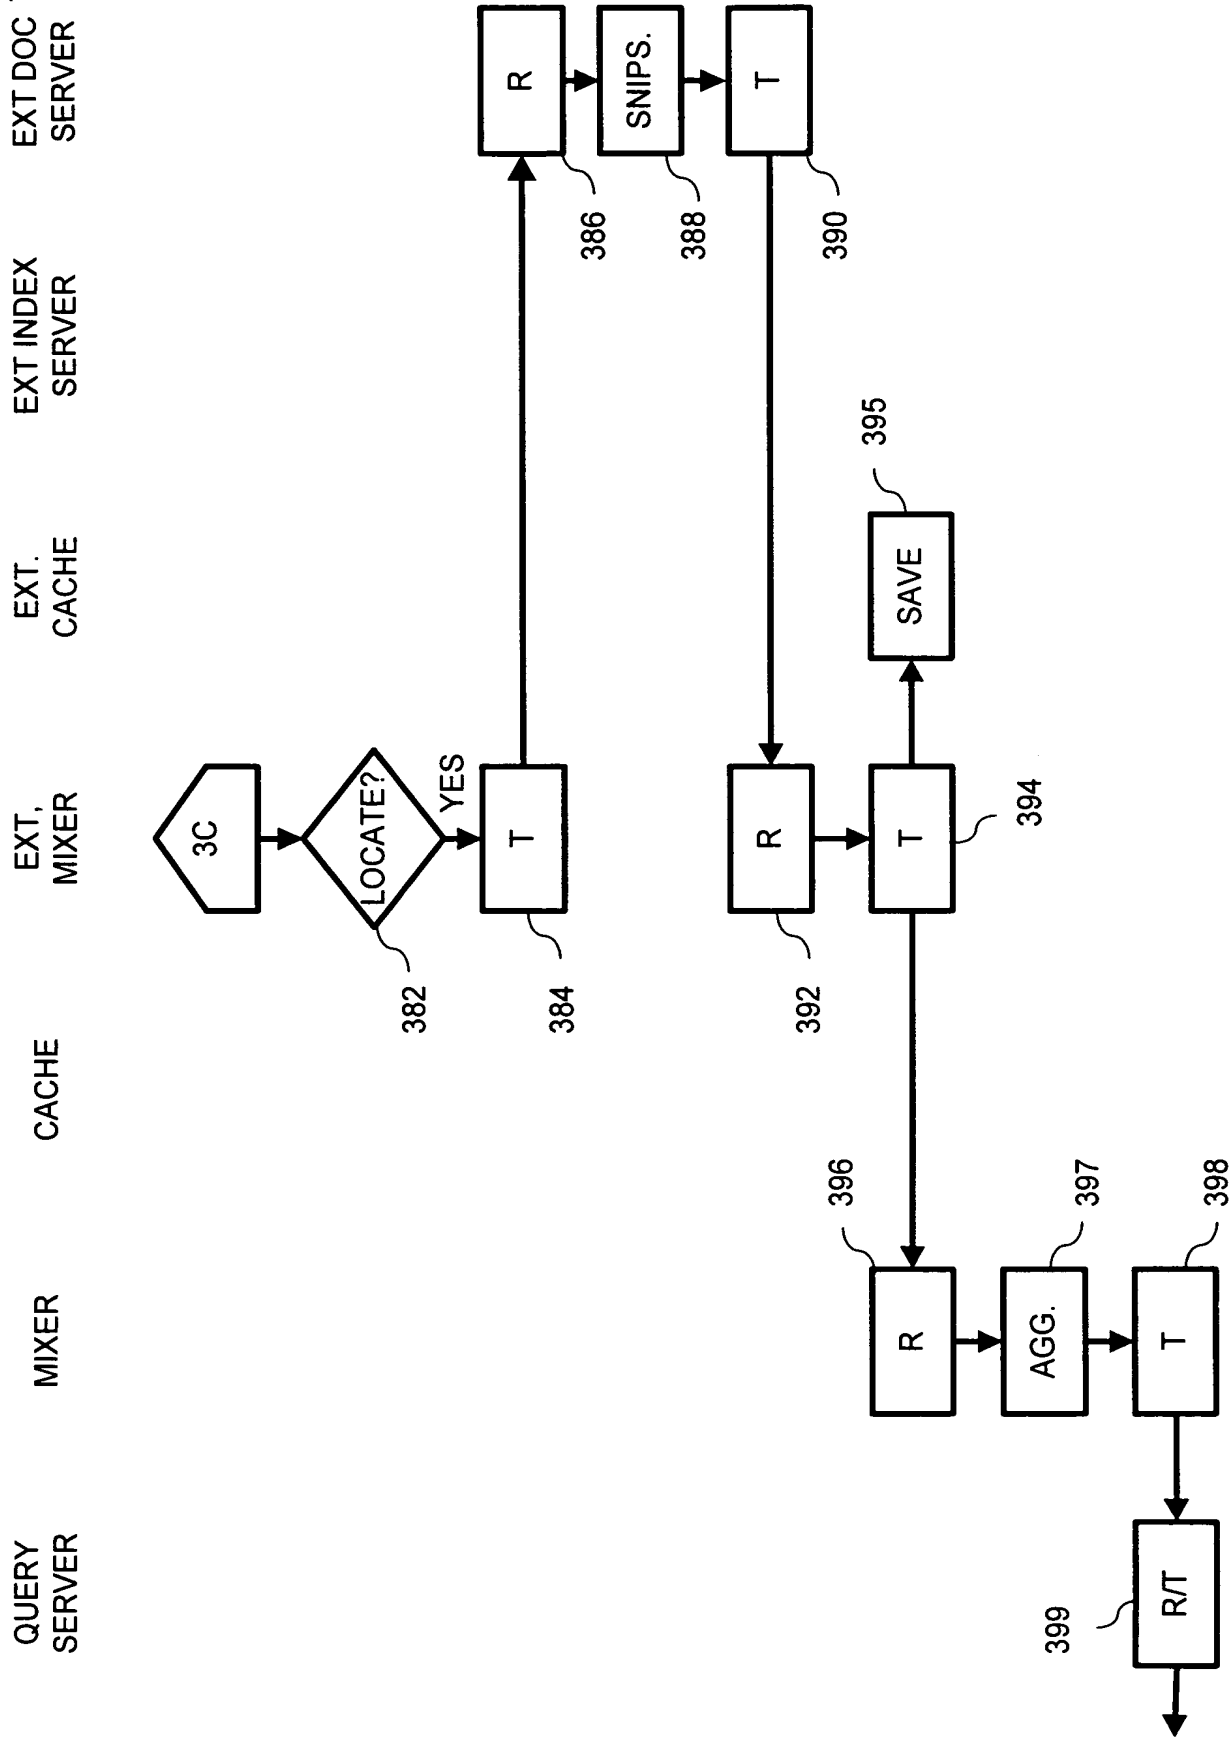 QUERY
SERVER
MIXER
CACHE
EXT,
MIXER
EXT.
CACHE
EXT INDEX
SERVER
EXT DOC
SERVER
3C
LOCATE?
382
YES
T
384
R
386
SNIPS.
388
T
390
R
392
T
394
SAVE
395
R
396
AGG.
397
T
398
R/T
399